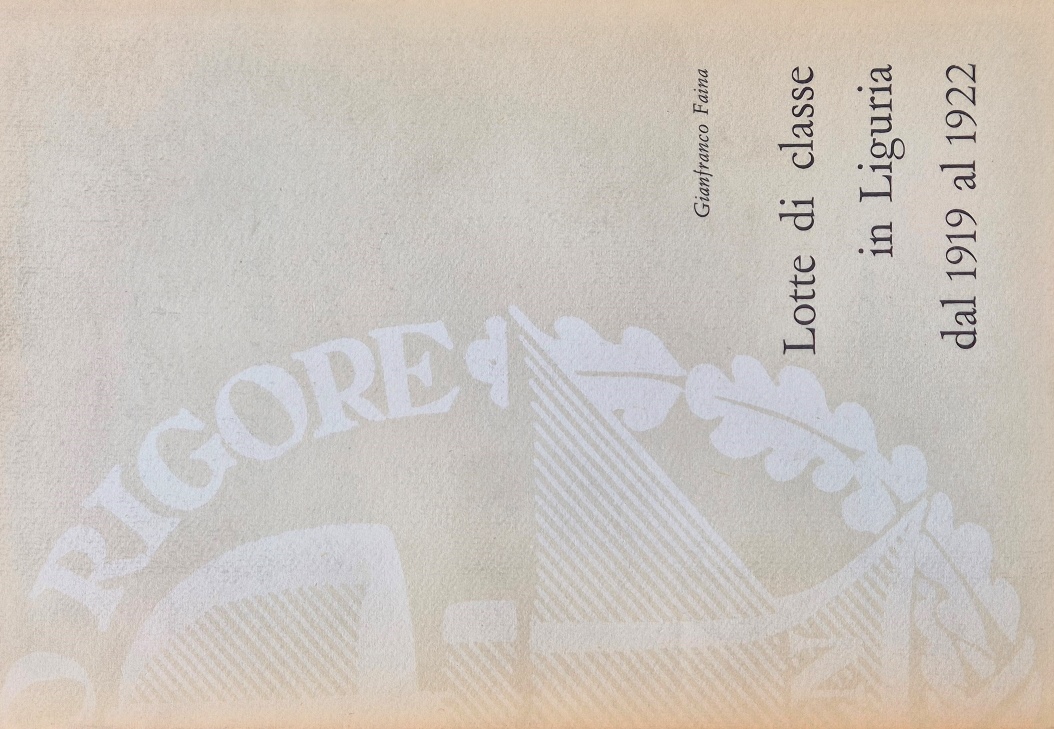 Gianfranco Faina
Lotte di classe
in Liguria
dal 1919 al 1922
RIGORE